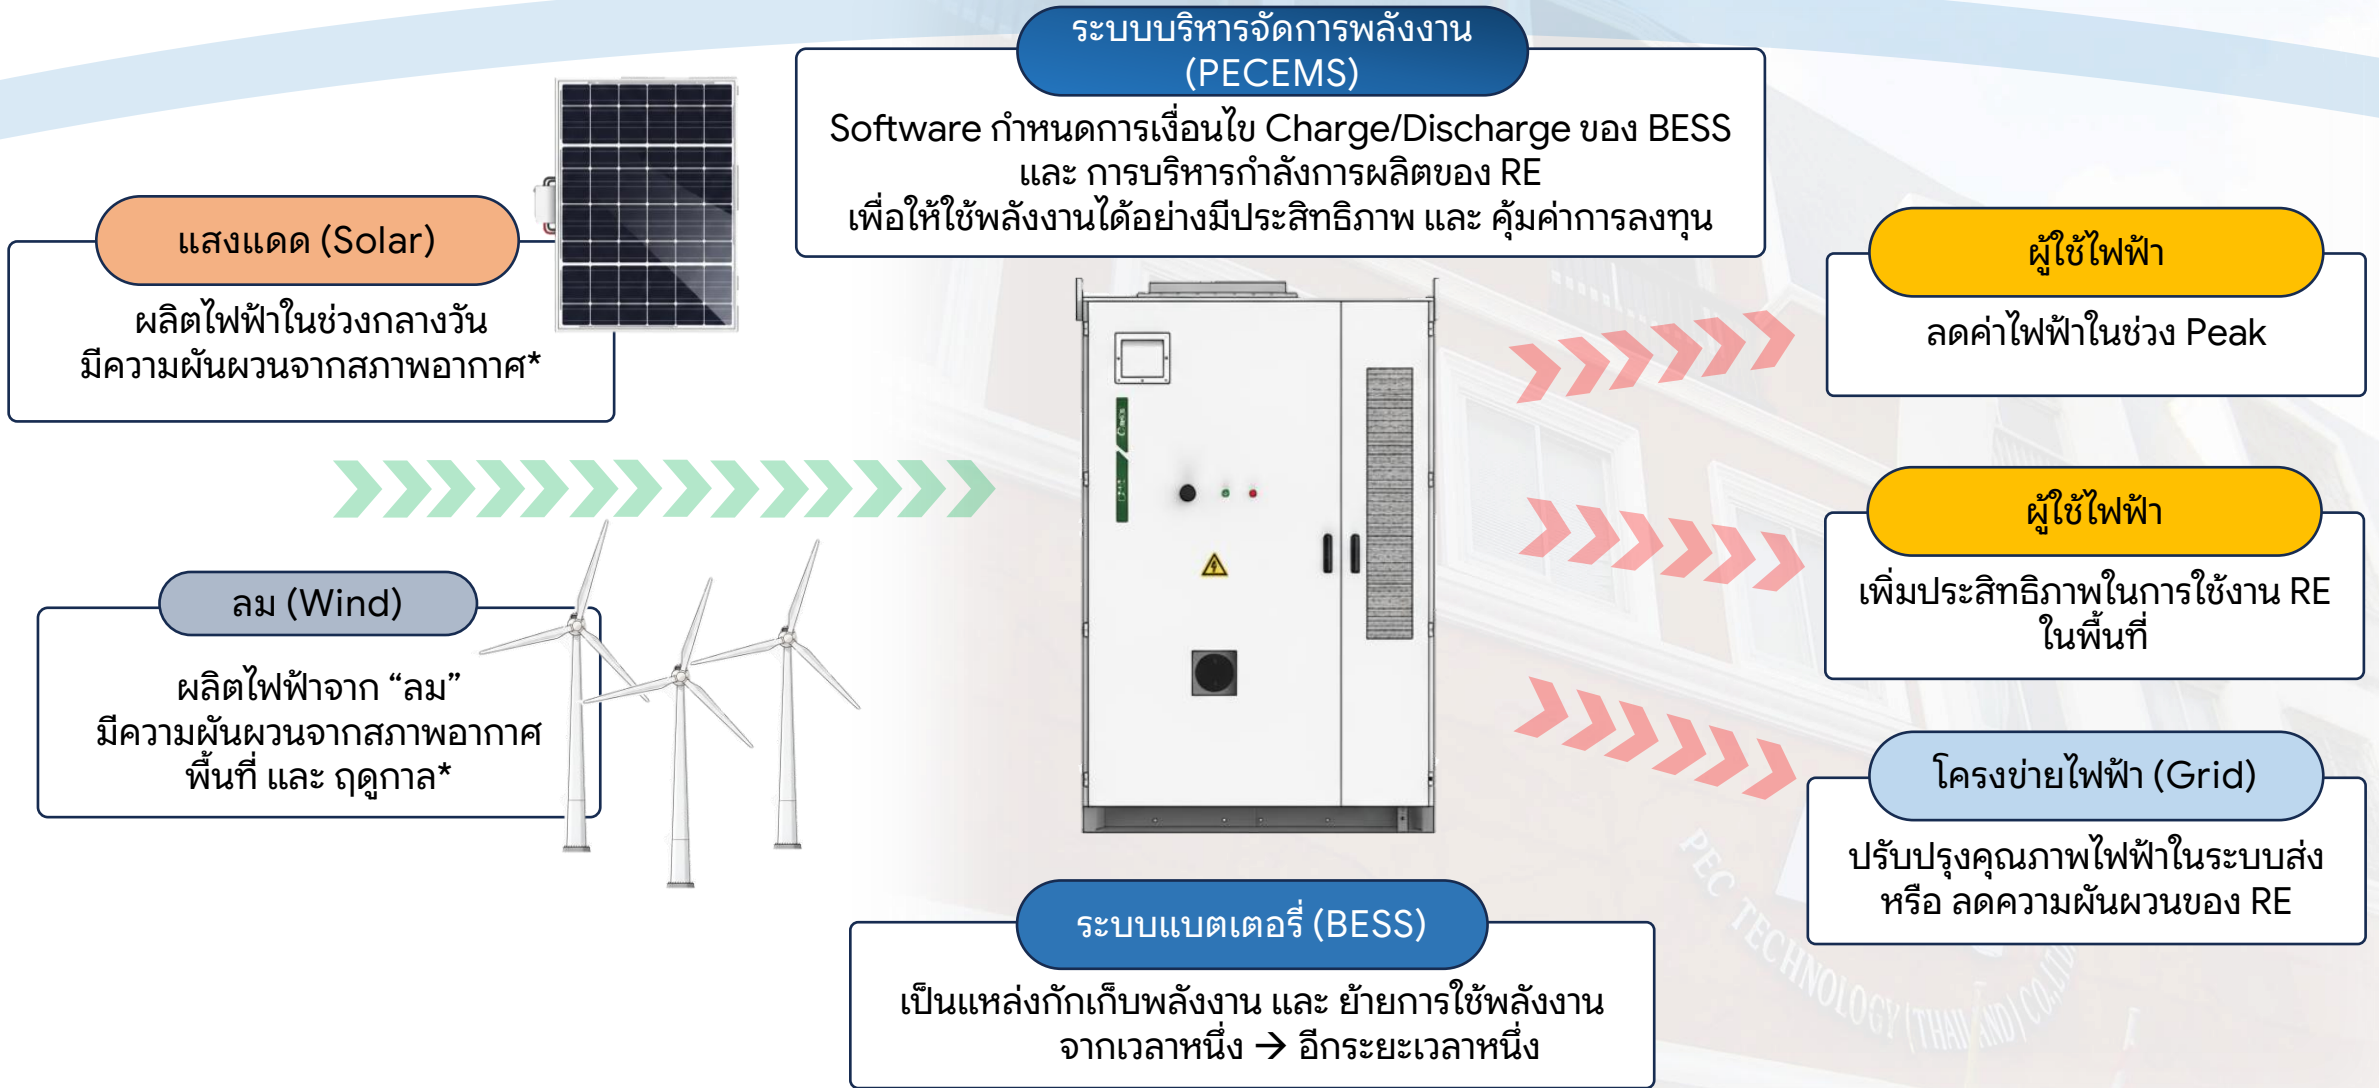 ระบบบริหารจัดการพลังงาน
(PECEMS)
Software กำหนดการเงื่อนไข Charge/Discharge ของ BESS
และ การบริหารกำลังการผลิตของ RE
เพื่อให้ใช้พลังงานได้อย่างมีประสิทธิภาพ และ คุ้มค่าการลงทุน
แสงแดด (Solar)
ผลิตไฟฟ้าในช่วงกลางวัน
มีความผันผวนจากสภาพอากาศ*
ลม (Wind)
ผลิตไฟฟ้าจาก “ลม”
มีความผันผวนจากสภาพอากาศ
พื้นที่ และ ฤดูกาล*
ผู้ใช้ไฟฟ้า
ลดค่าไฟฟ้าในช่วง Peak
ผู้ใช้ไฟฟ้า
เพิ่มประสิทธิภาพในการใช้งาน RE
ในพื้นที่
โครงข่ายไฟฟ้า (Grid)
ปรับปรุงคุณภาพไฟฟ้าในระบบส่ง
หรือ ลดความผันผวนของ RE
ระบบแบตเตอรี่ (BESS)
เป็นแหล่งกักเก็บพลังงาน และ ย้ายการใช้พลังงาน
จากเวลาหนึ่ง → อีกระยะเวลาหนึ่ง
PEC TECHNOLOGY (THAILAND) CO.,LTD